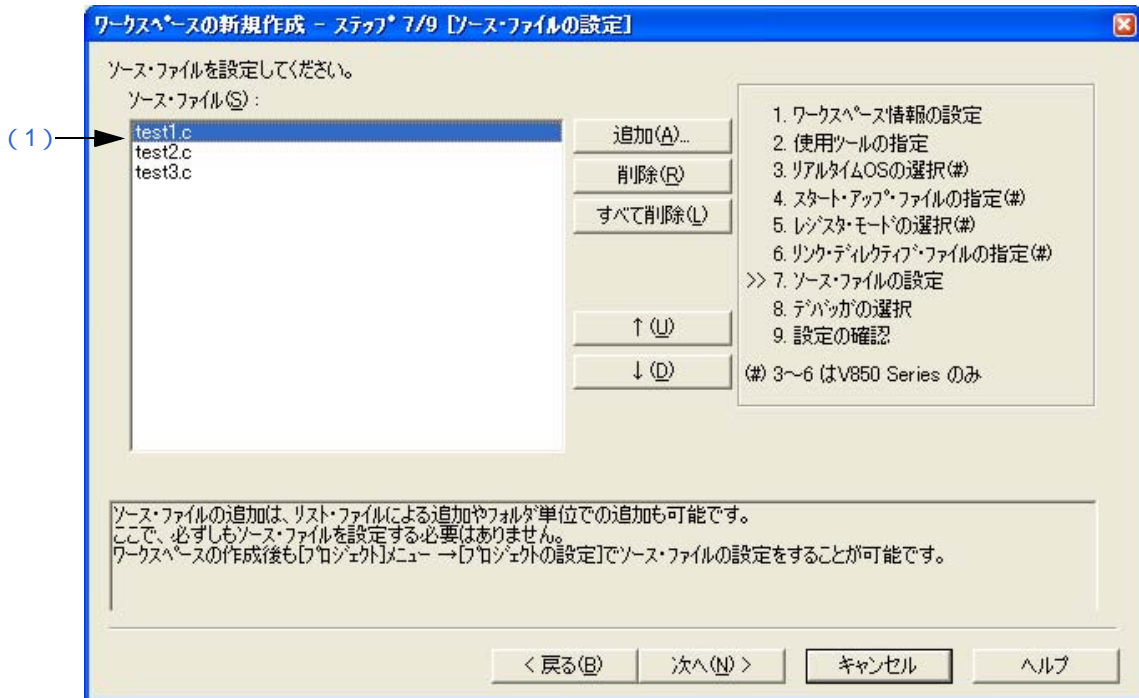 ワークスペースの新規作成 - ステップ 7/9 [ソース・ファイルの設定]
ソース・ファイルを設定してください。
ソース・ファイル(S) :
(1)
test1.c
test2.c
test3.c
追加(A)...
削除(R)
すべて削除(L)
↑(U)
↓(D)
1. ワークスペース情報の設定
2. 使用ツールの指定
3. リアルタイムOSの選択(#)
4. スタート・アップ・ファイルの指定(#)
5. レジスタ・モードの選択(#)
6. リンク・ディレクティブ・ファイルの指定(#)
>> 7. ソース・ファイルの設定
8. デバッガの選択
9. 設定の確認
(#) 3~6 はV850 Series のみ
ソース・ファイルの追加は、リスト・ファイルによる追加やフォルダ単位での追加も可能です。
ここで、必ずしもソース・ファイルを設定する必要はありません。
ワークスペースの作成後も[プロジェクト]メニュー →[プロジェクトの設定]でソース・ファイルの設定をすることが可能です。
< 戻る(B)
次へ(N) >
キャンセル
ヘルプ